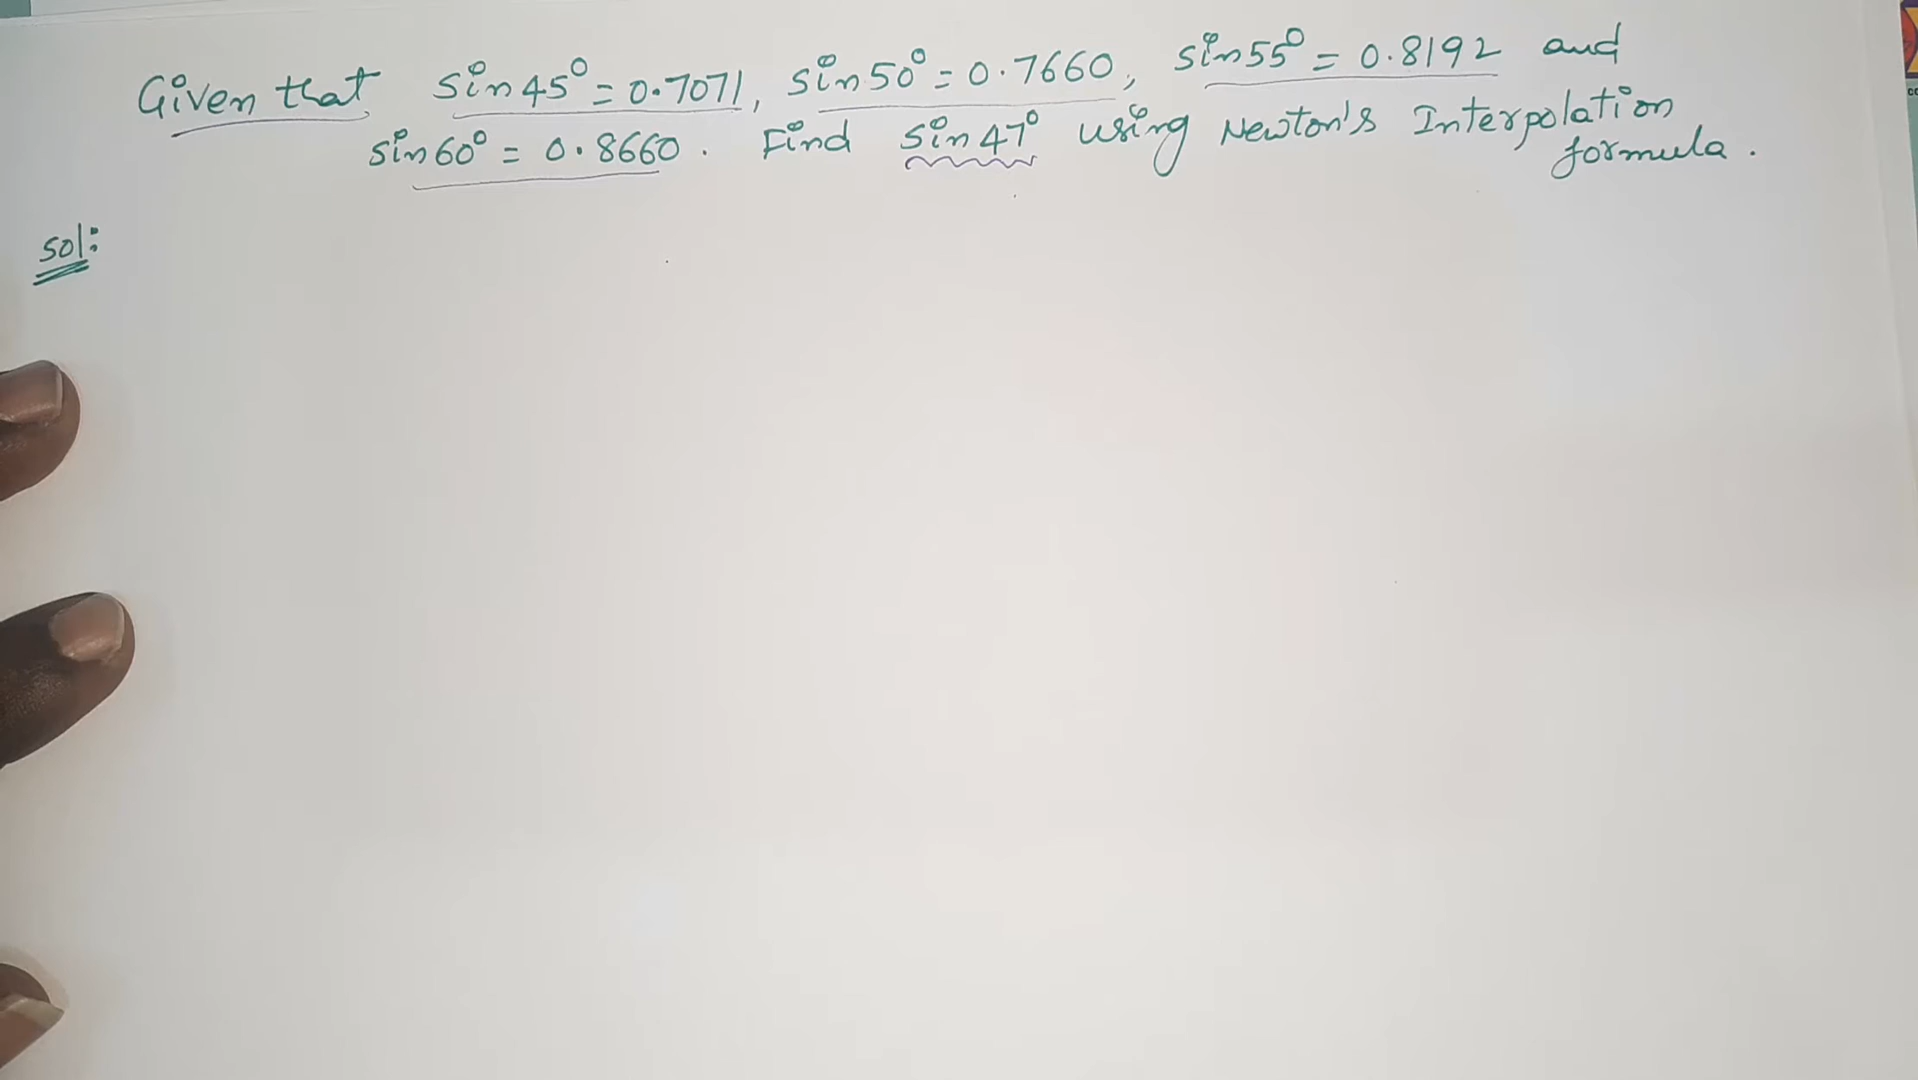 Given that sin45° = 0.7071, sin50° = 0.7660, sin55° = 0.8192 and
sin60° = 0.8660. Find sin47° using Newton's Interpolation
formula.
sol: